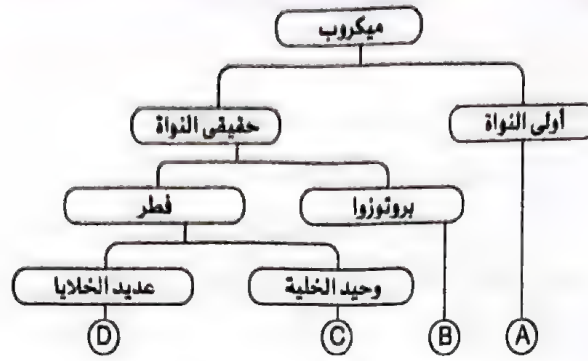 ميكروب
أولى النواة
حقيقى النواة
بروتوزوا
فطر
وحيد الخلية
عديد الخلايا
A
B
C
D